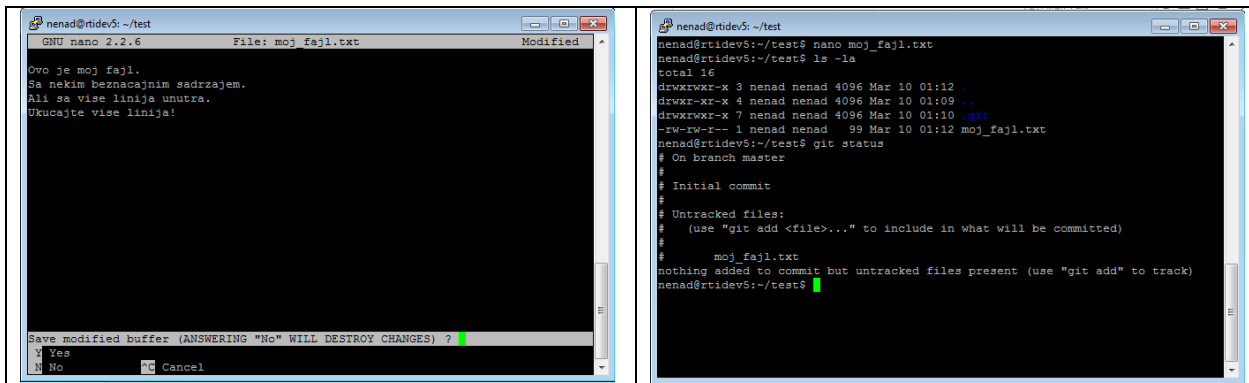 nenad@rtidev5: ~/test
GNU nano 2.2.6 File: moj_fajl.txt Modified
Ovo je moj fajl.
Sa nekim beznacajnim sadrzajem.
Ali sa vise linija unutra.
Ukucajte vise linija!
Save modified buffer (ANSWERING "No" WILL DESTROY CHANGES) ?
Y Yes
N No ^C Cancel
nenad@rtidev5: ~/test
nenad@rtidev5:~/test$ nano moj_fajl.txt
nenad@rtidev5:~/test$ ls -la
total 16
drwxrwxr-x 3 nenad nenad 4096 Mar 10 01:12 .
drwxr-xr-x 4 nenad nenad 4096 Mar 10 01:09 ..
drwxrwxr-x 7 nenad nenad 4096 Mar 10 01:10 .git
-rw-rw-r-- 1 nenad nenad 99 Mar 10 01:12 moj_fajl.txt
nenad@rtidev5:~/test$ git status
# On branch master
#
# Initial commit
#
# Untracked files:
# (use "git add <file>..." to include in what will be committed)
#
# moj_fajl.txt
nothing added to commit but untracked files present (use "git add" to track)
nenad@rtidev5:~/test$